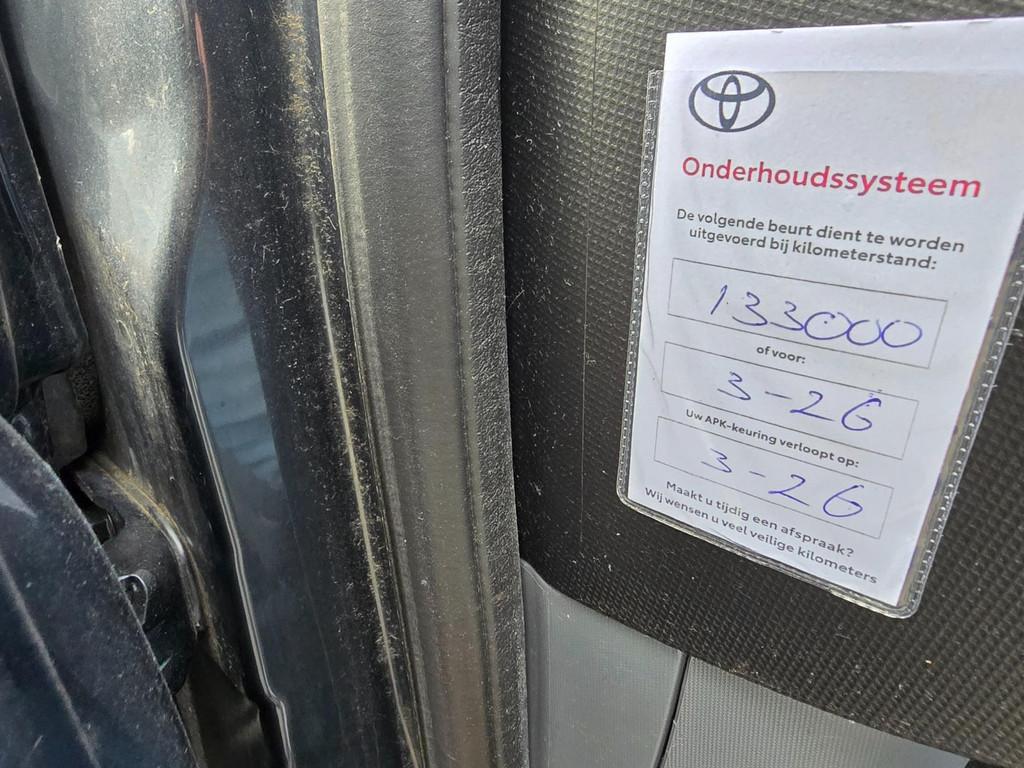 Onderhoudssysteem
De volgende beurt dient te worden
uitgevoerd bij kilometerstand:
133000
of voor:
3-26
Uw APK-keuring verloopt op:
3-26
Maakt u tijdig een afspraak?
Wij wensen u veel veilige kilometers